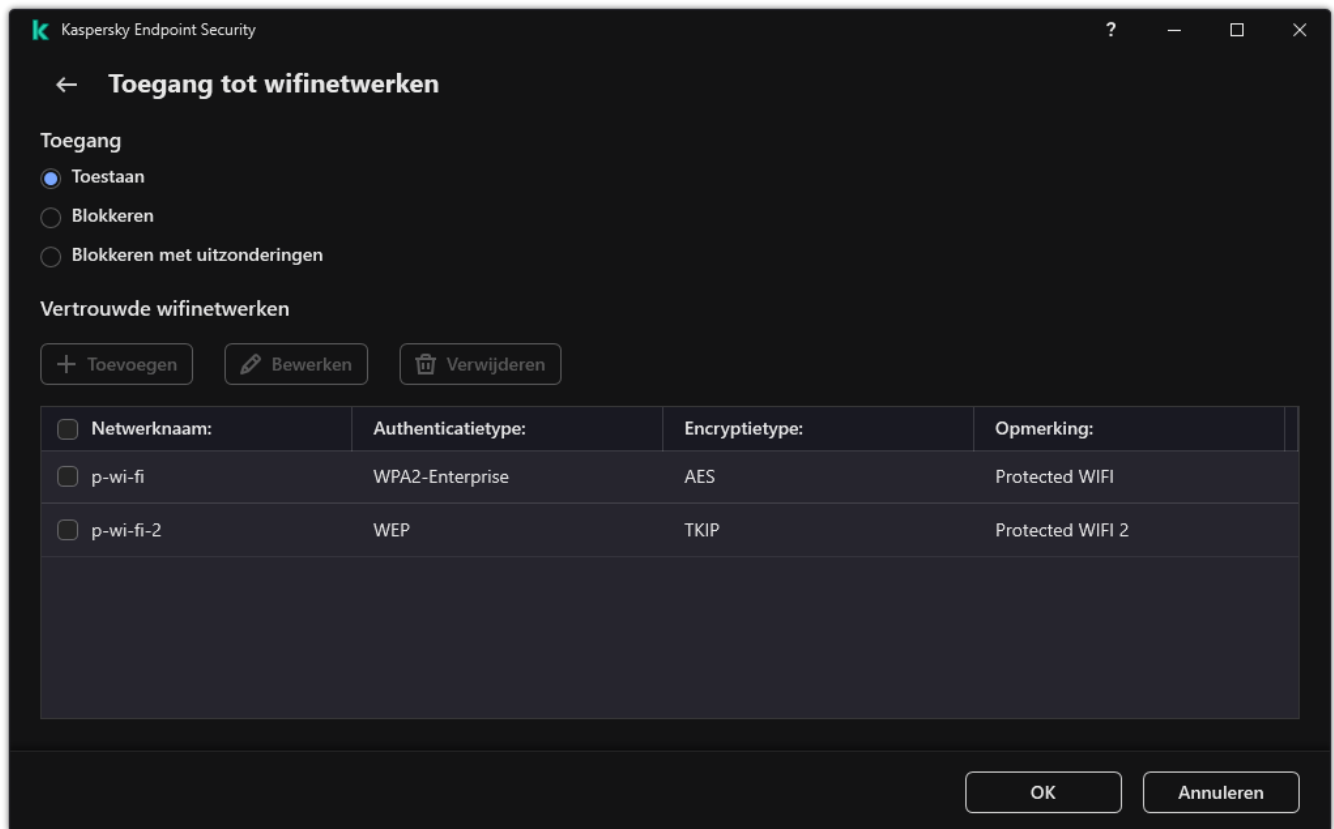 Kaspersky Endpoint Security ?
Toegang tot wifinetwerken
Toegang
Toestaan
Blokkeren
Blokkeren met uitzonderingen
Vertrouwde wifinetwerken
Toevoegen Bewerken Verwijderen
Netwerknaam: Authenticatietype: Encryptietype: Opmerking:
p-wi-fi WPA2-Enterprise AES Protected WIFI
p-wi-fi-2 WEP TKIP Protected WIFI 2
OK Annuleren